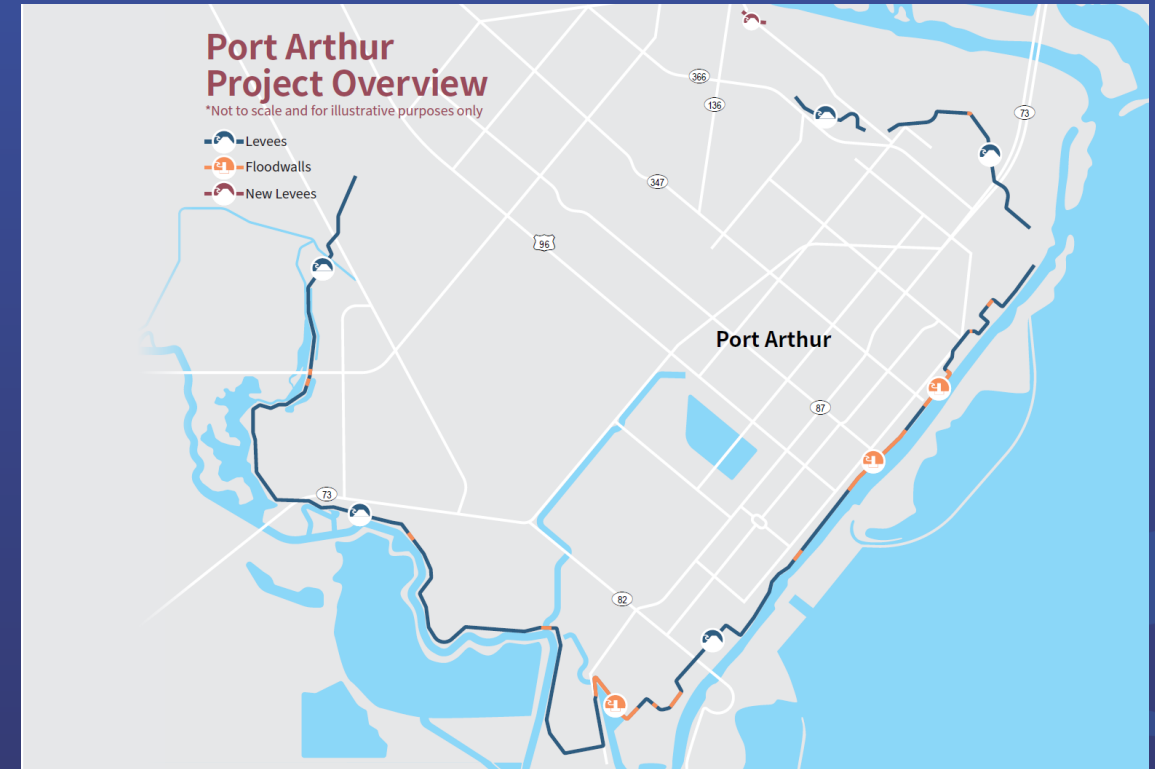 Port Arthur
Project Overview
*Not to scale and for illustrative purposes only
Levees
Floodwalls
New Levees
366
136
73
347
96
Port Arthur
87
73
82